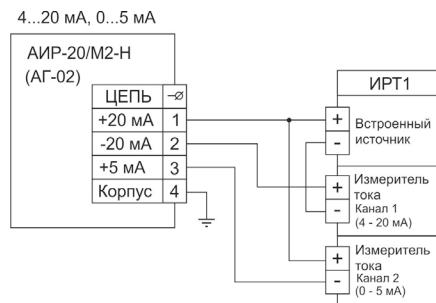 4...20 мА, 0...5 мА
АИР-20/М2-Н
(АГ-02)
ЦЕПЬ
+20 мА 1
-20 мА 2
+5 мА 3
Корпус 4
ИРТ1
+ Встроенный
- источник
+ Измеритель
тока
- Канал 1
(4 - 20 мА)
Измеритель
+ тока
- Канал 2
(0 - 5 мА)